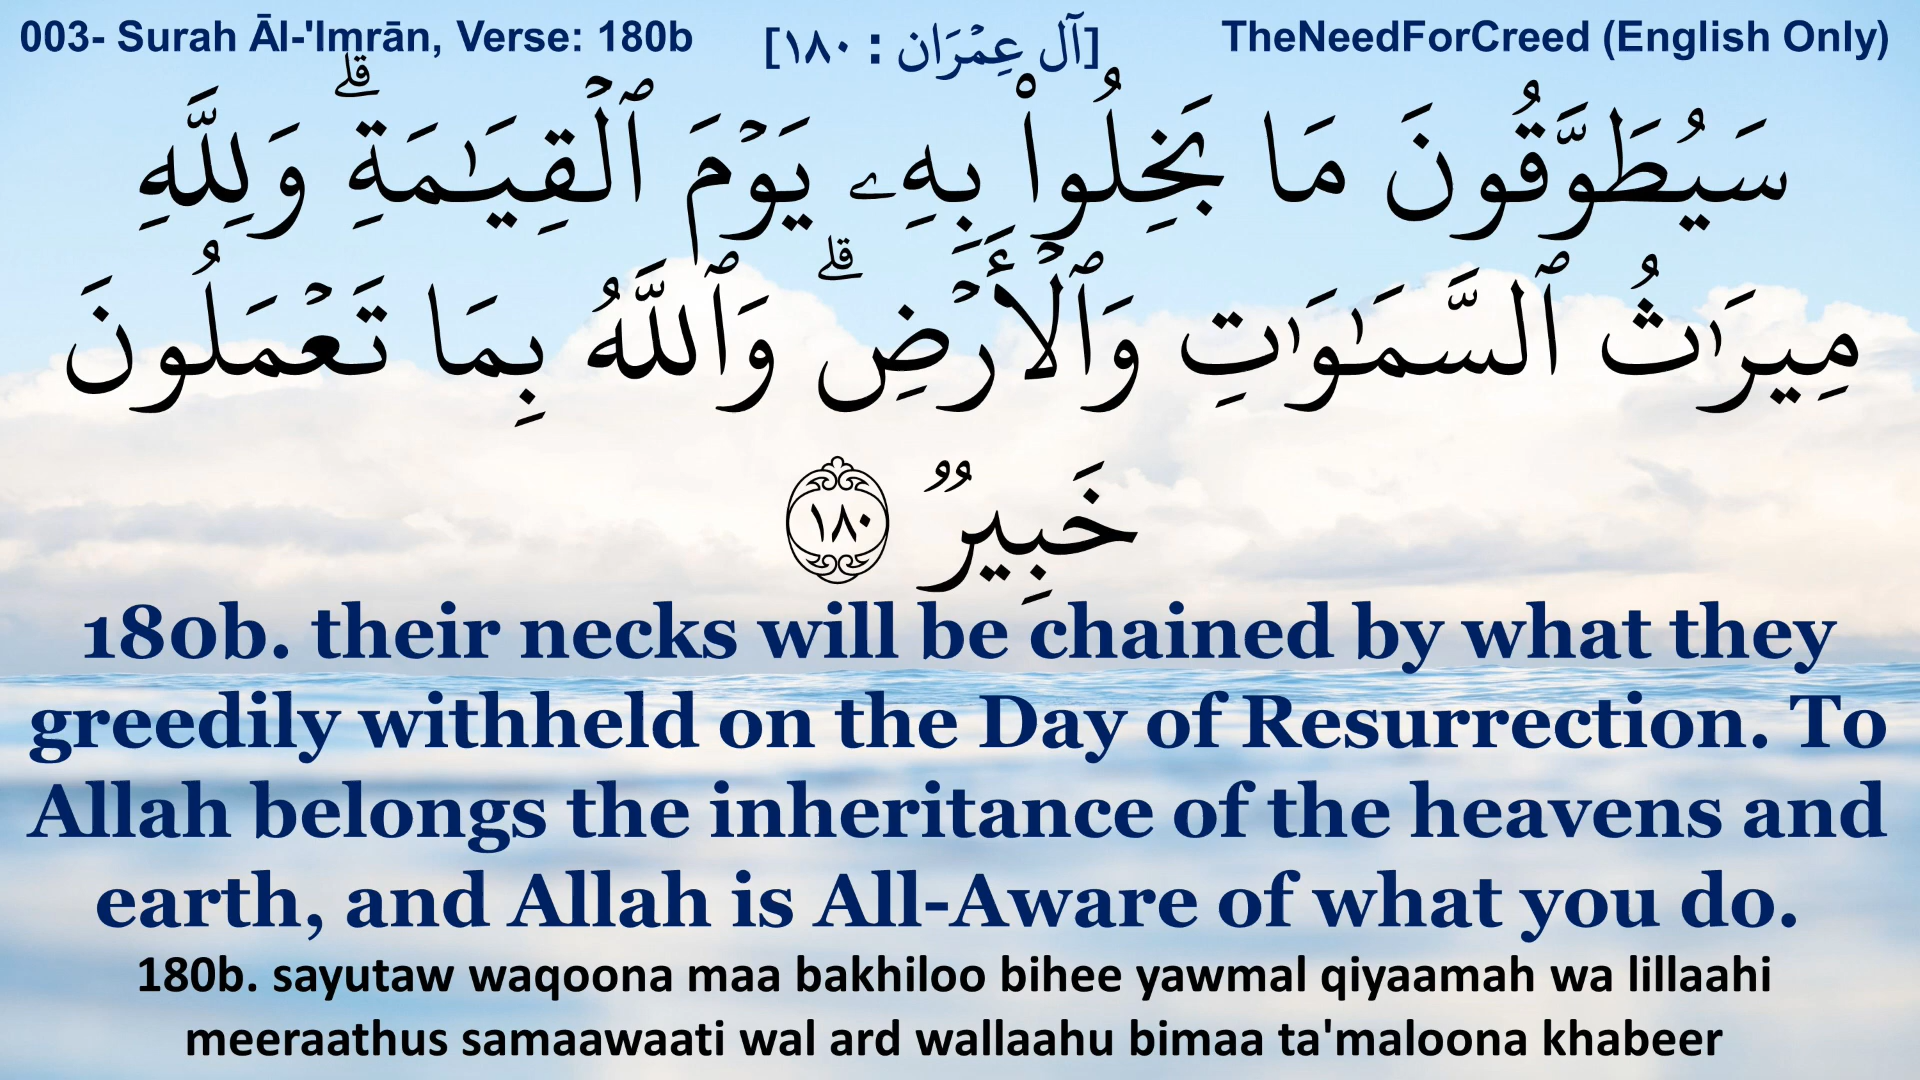 003- Surah Āl-'Imrān, Verse: 180b [آل عِمْرَان : ١٨٠] TheNeedForCreed (English Only)
سَيُطَوَّقُونَ مَا بَخِلُوا۟ بِهِۦ يَوْمَ ٱلْقِيَـٰمَةِ ۗ وَلِلَّهِ
مِيرَٰثُ ٱلسَّمَـٰوَٰتِ وَٱلْأَرْضِ ۗ وَٱللَّهُ بِمَا تَعْمَلُونَ
خَبِيرٌ ١٨٠
180b. their necks will be chained by what they
greedily withheld on the Day of Resurrection. To
Allah belongs the inheritance of the heavens and
earth, and Allah is All-Aware of what you do.
180b. sayutaw waqoona maa bakhiloo bihee yawmal qiyaamah wa lillaahi
meeraathus samaawaati wal ard wallaahu bimaa ta'maloona khabeer